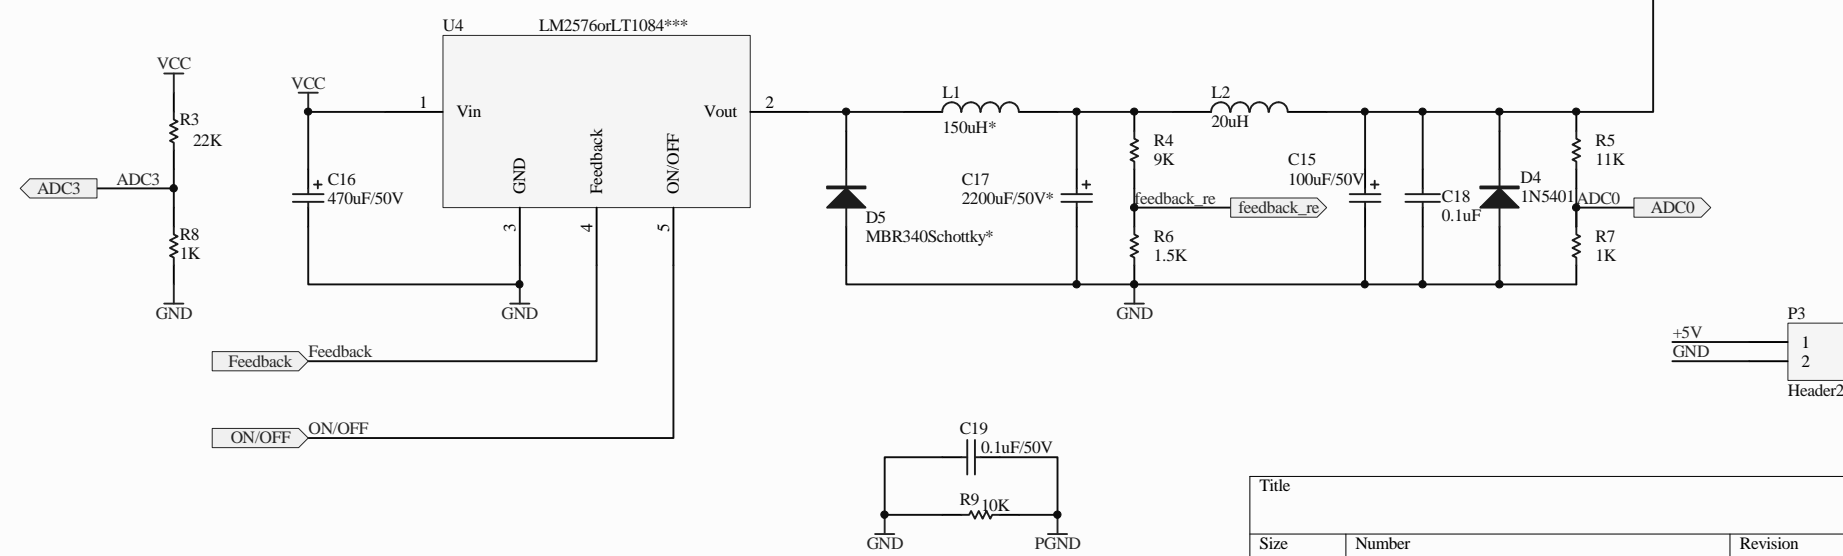 U4
LM2576orLT1084***
VCC
R3
22K
ADC3
ADC3
R8
1K
GND
VCC
1
Vin
C16
470uF/50V
GND
Feedback
ON/OFF
3
4
5
GND
Vout
2
Feedback
Feedback
ON/OFF
ON/OFF
L1
150uH*
D5
MBR340Schottky*
C17
2200uF/50V*
R4
9K
feedback_re
feedback_re
R6
1.5K
GND
L2
20uH
C15
100uF/50V
C18
0.1uF
D4
1N5401
R5
11K
ADC0
ADC0
R7
1K
P3
+5V
1
GND
2
Header2
C19
0.1uF/50V
R9
10K
GND
PGND
Title
Size
Number
Revision